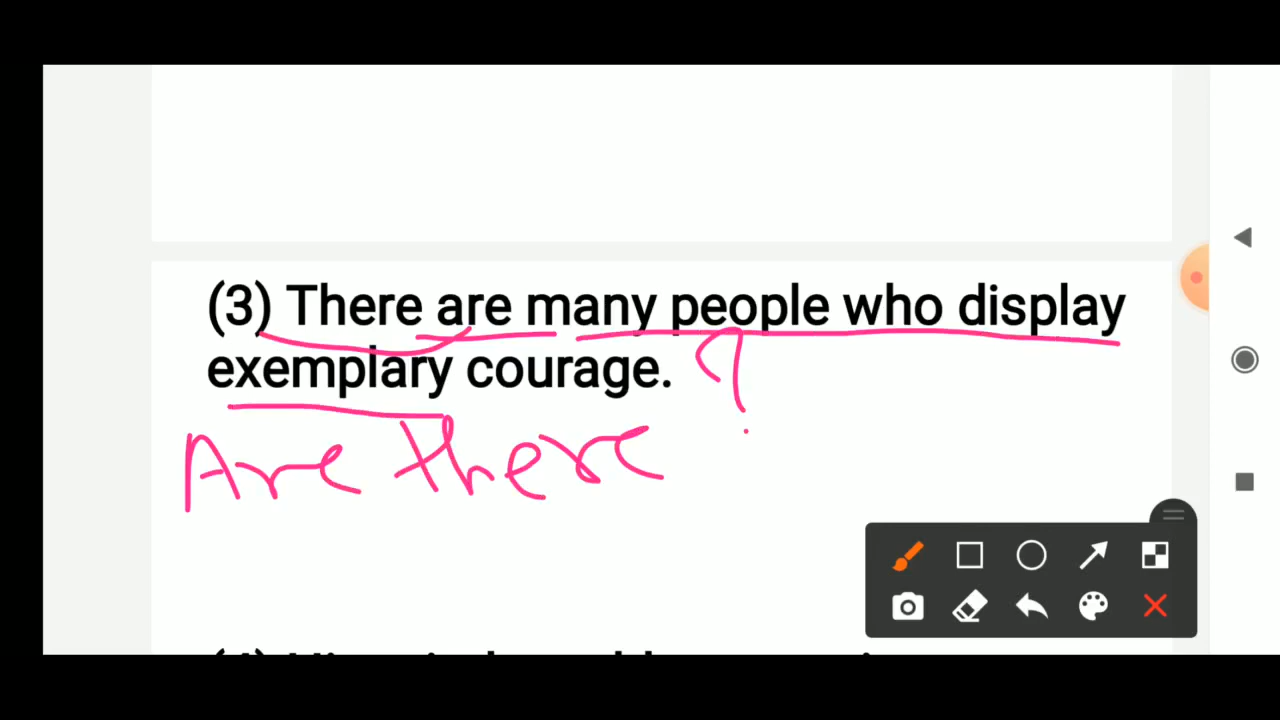 (3) There are many people who display
exemplary courage. ?
Are there